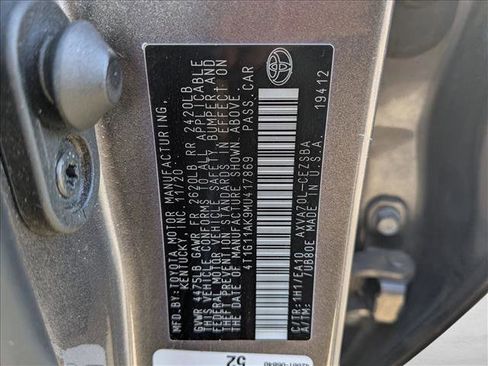 MFD.BY:TOYOTA MOTOR MANUFACTURING,
KENTUCKY, INC. 11/20
GVWR 4475LB GAWR FR 2620LB RR 2420LB
THIS VEHICLE CONFORMS TO ALL APPLICABLE
FEDERAL MOTOR VEHICLE SAFETY, BUMPER AND
THEFT PREVENTION STANDARDS IN EFFECT ON
THE DATE OF MANUFACTURE SHOWN ABOVE.
4T1G11AK9MU417869 PASS.CAR
C/TR:1H1/EA10 AXVA70L-CEZSBA
A/TM: /UB80E MADE IN U.S.A.
19412
52